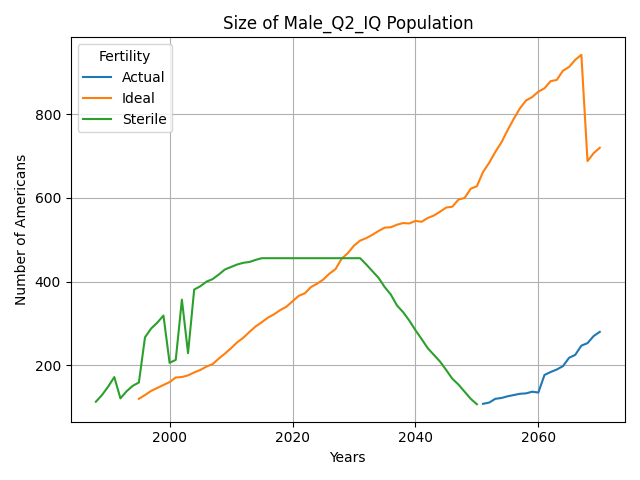 Size of Male_Q2_IQ Population
Number of Americans
800
600
400
200
Fertility
Actual
Ideal
Sterile
2000
2020
2040
2060
Years